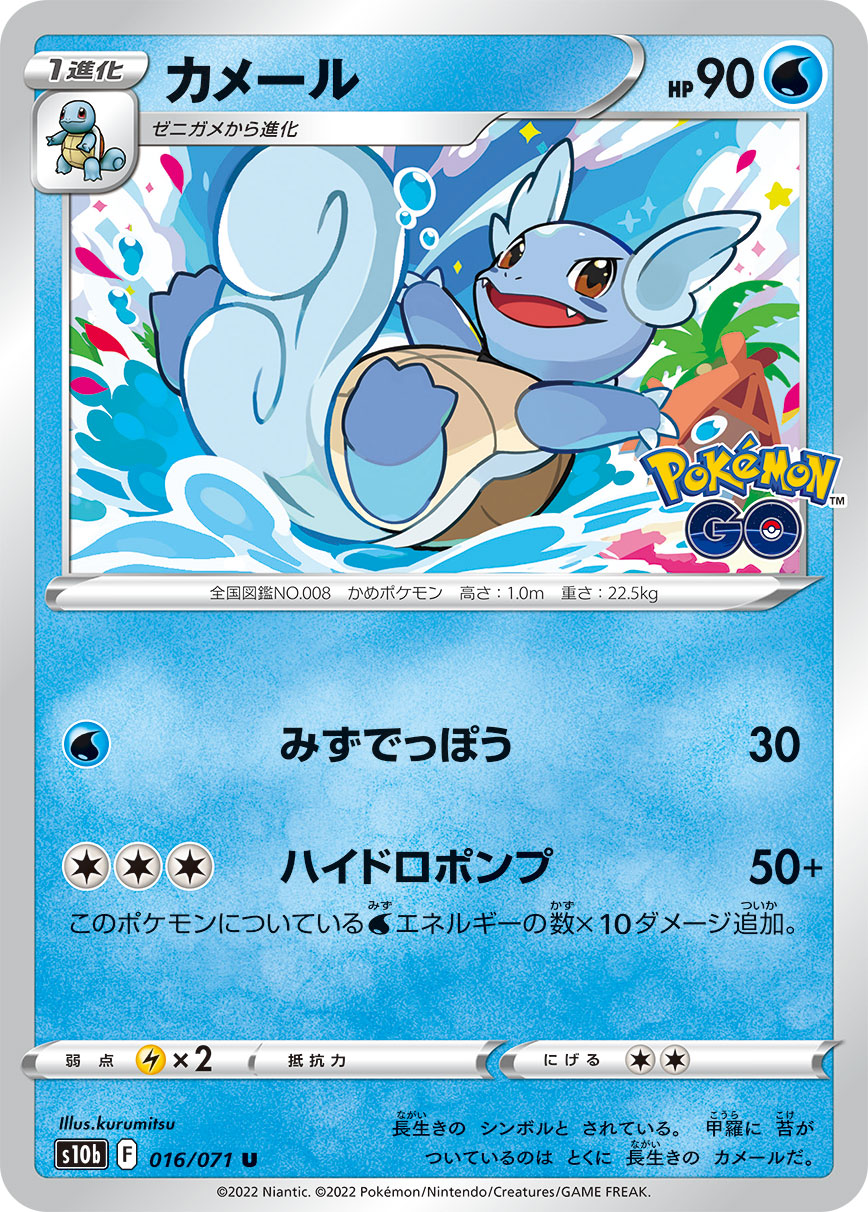 1進化
カメール
HP90
ゼニガメから進化
Pokémon
GO™
全国図鑑NO.008 かめポケモン 高さ：1.0m 重さ：22.5kg
みずでっぽう 30
ハイドロポンプ 50+
このポケモンについているエネルギーの数×10ダメージ追加。
弱点 ×2 抵抗力 にげる
Illus.kurumitsu
s10b F 016/071 U
長生きの シンボルと されている。 甲羅に 苔が
ついているのは とくに 長生きの カメールだ。
©2022 Niantic. ©2022 Pokémon/Nintendo/Creatures/GAME FREAK.